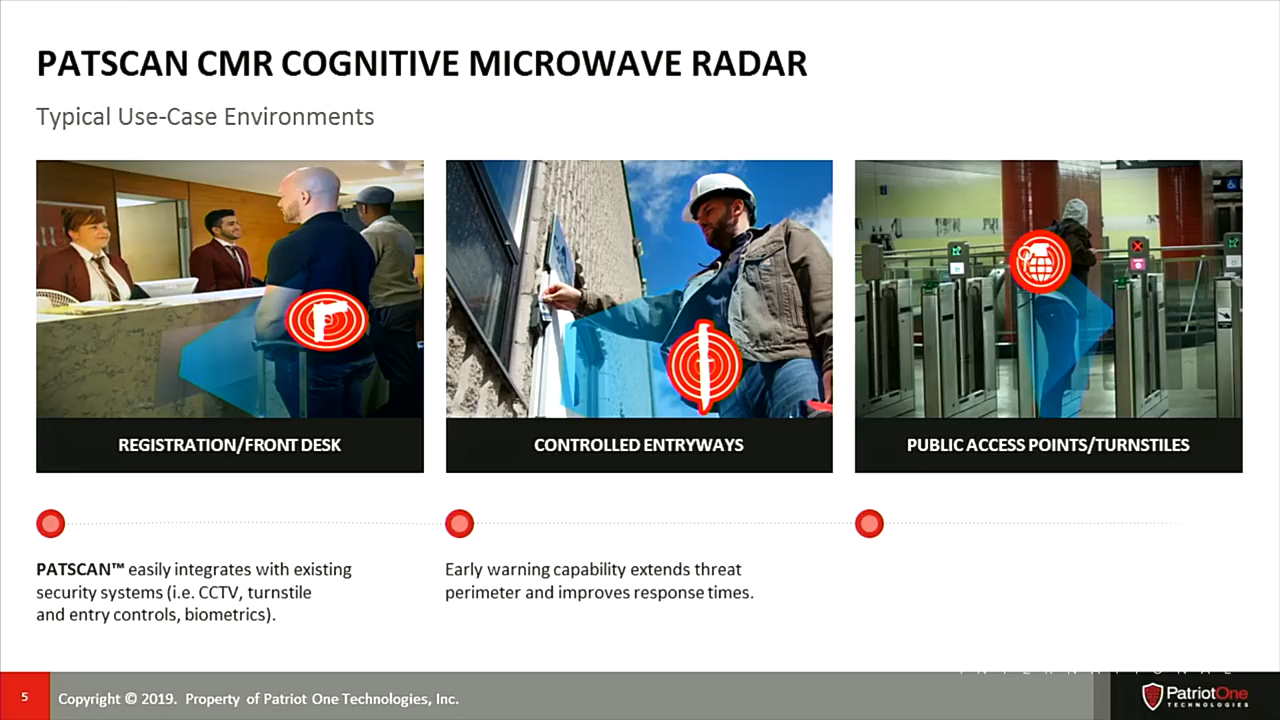 PATSCAN CMR COGNITIVE MICROWAVE RADAR
Typical Use-Case Environments
REGISTRATION/FRONT DESK
CONTROLLED ENTRYWAYS
PUBLIC ACCESS POINTS/TURNSTILES
PATSCAN™ easily integrates with existing
security systems (i.e. CCTV, turnstile
and entry controls, biometrics).
Early warning capability extends threat
perimeter and improves response times.
5
Copyright © 2019. Property of Patriot One Technologies, Inc.
INTERNATIONAL
PatriotOne
TECHNOLOGIES